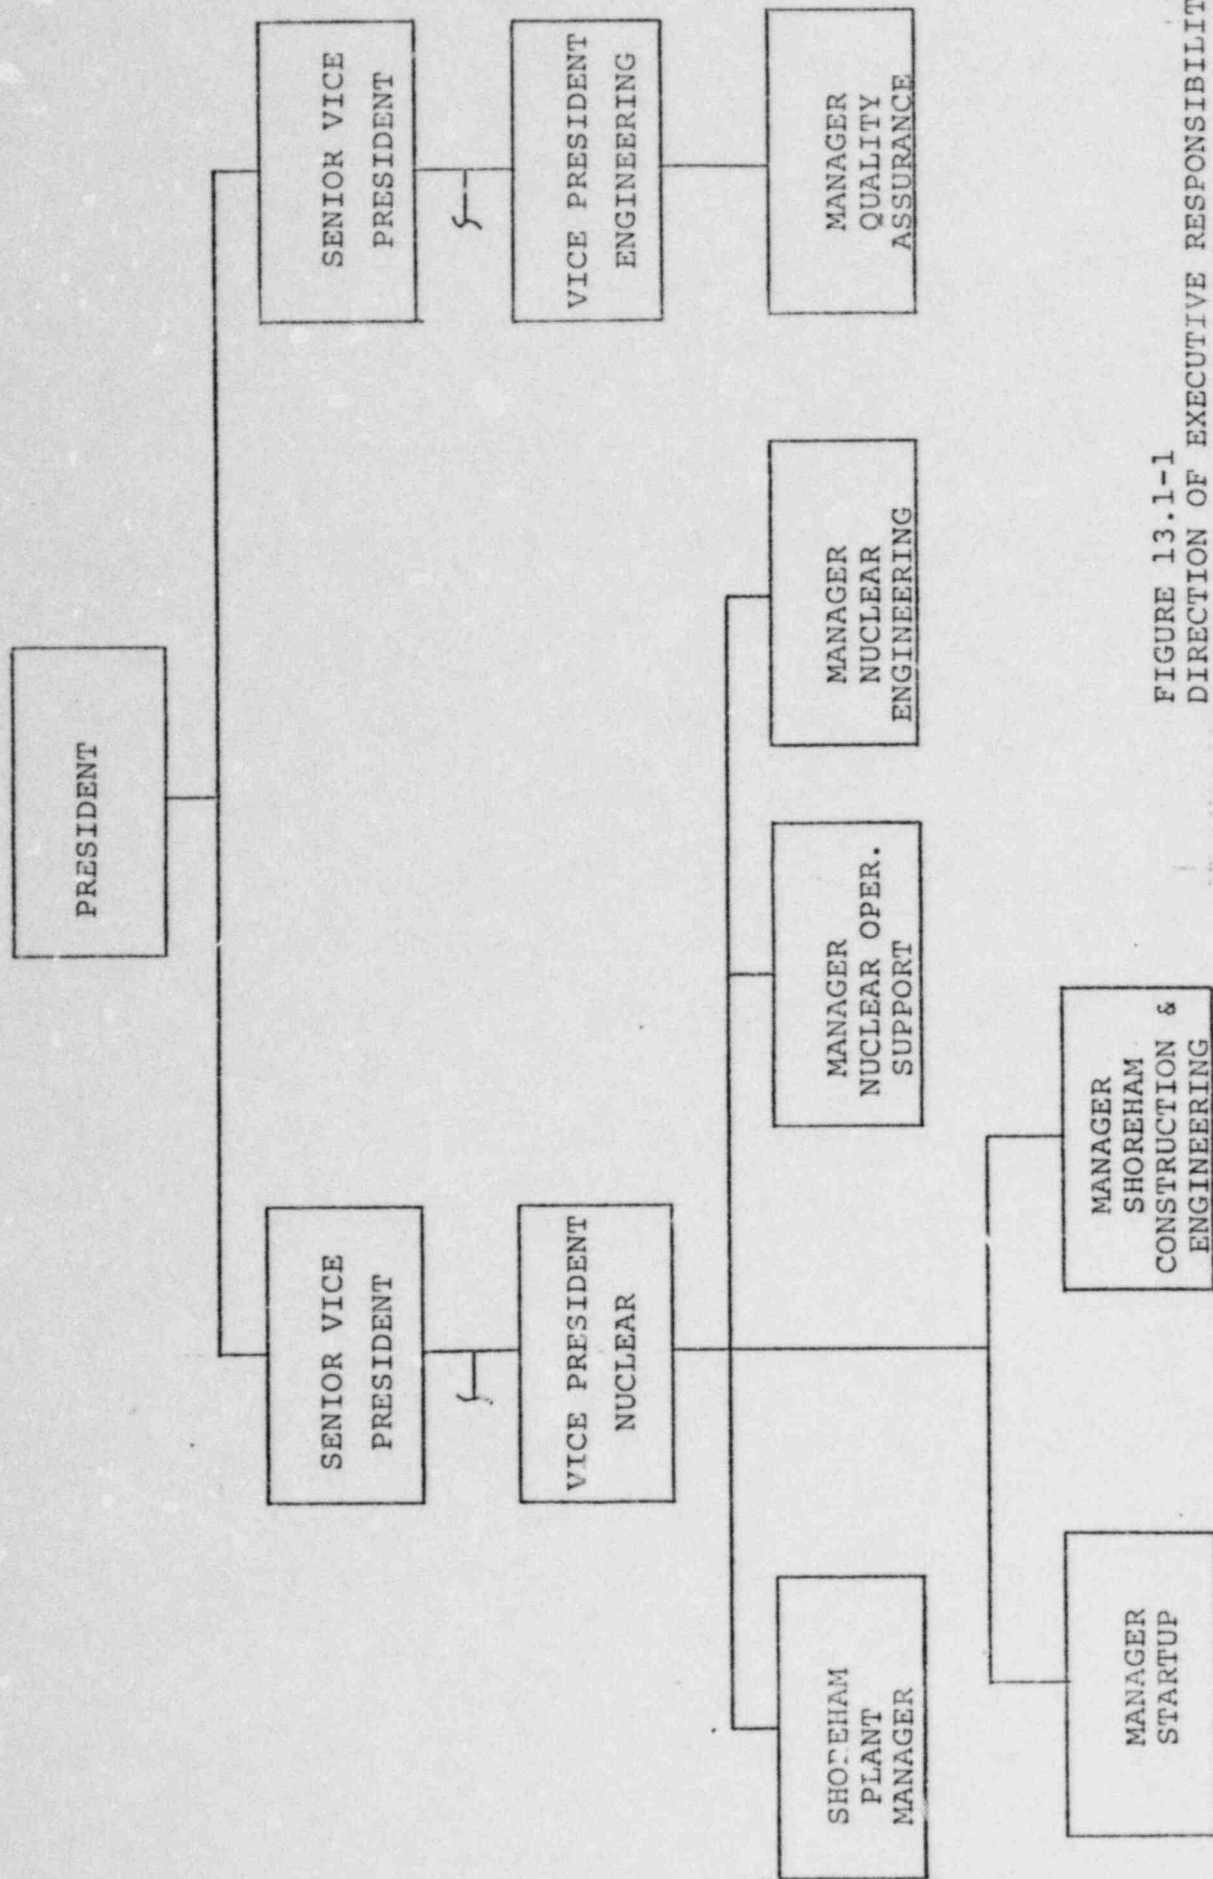 PRESIDENT
SENIOR VICE
PRESIDENT
SENIOR VICE
PRESIDENT
VICE PRESIDENT
NUCLEAR
VICE PRESIDENT
ENGINEERING
SHOREHAM
PLANT
MANAGER
MANAGER
NUCLEAR OPER.
SUPPORT
MANAGER
NUCLEAR
ENGINEERING
MANAGER
QUALITY
ASSURANCE
MANAGER
STARTUP
MANAGER
SHOREHAM
CONSTRUCTION &
ENGINEERING
FIGURE 13.1-1
DIRECTION OF EXECUTIVE RESPONSIBILIT